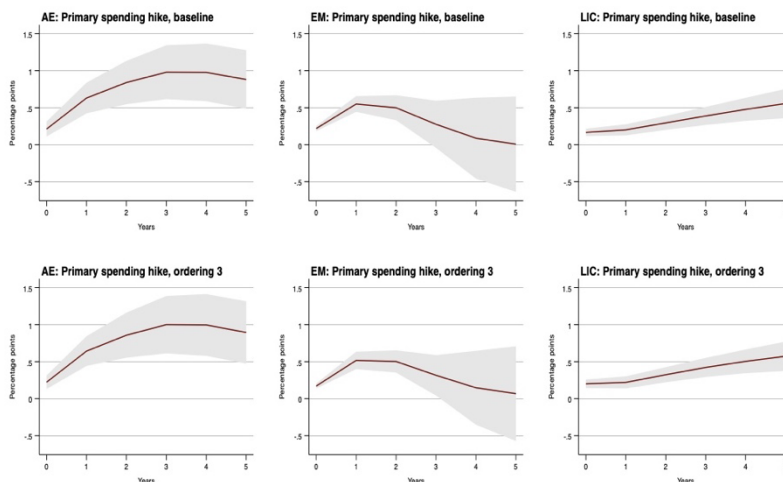 AE: Primary spending hike, baseline
Percentage points
1.5
1
.5
0
-.5
0 1 2 3 4 5
Years
EM: Primary spending hike, baseline
Percentage points
1.5
1
.5
0
-.5
0 1 2 3 4 5
Years
LIC: Primary spending hike, baseline
Percentage points
1.5
1
.5
0
-.5
0 1 2 3 4 5
Years
AE: Primary spending hike, ordering 3
Percentage points
1.5
1
.5
0
-.5
0 1 2 3 4 5
Years
EM: Primary spending hike, ordering 3
Percentage points
1.5
1
.5
0
-.5
0 1 2 3 4 5
Years
LIC: Primary spending hike, ordering 3
Percentage points
1.5
1
.5
0
-.5
0 1 2 3 4 5
Years